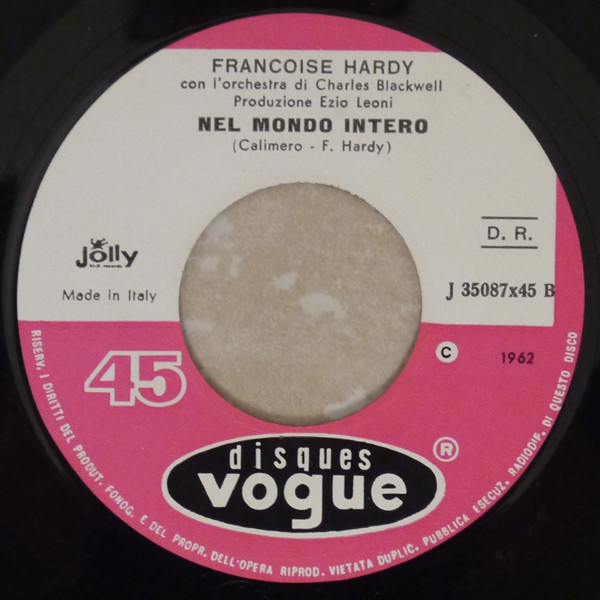 FRANCOISE HARDY
con l'orchestra di Charles Blackwell
Produzione Ezio Leoni
NEL MONDO INTERO
(Calimero - F. Hardy)
D. R.
Jolly
Made in Italy
J 35087x45 B
45
C
1962
disques
vogue
®
RISERV. I DIRITTI DEL PRODUT. FONOG. E DEL PROPR. DELL'OPERA RIPROD. VIETATA DUPLIC. PUBBLICA ESECUZ. RADIODIF. DI QUESTO DISCO